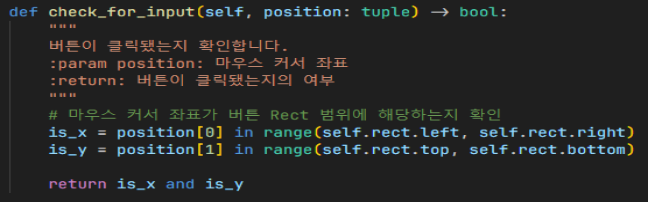 def check_for_input(self, position: tuple) -> bool:
"""
버튼이 클릭됐는지 확인합니다.
:param position: 마우스 커서 좌표
:return: 버튼이 클릭됐는지의 여부
"""
# 마우스 커서 좌표가 버튼 Rect 범위에 해당하는지 확인
is_x = position[0] in range(self.rect.left, self.rect.right)
is_y = position[1] in range(self.rect.top, self.rect.bottom)
return is_x and is_y